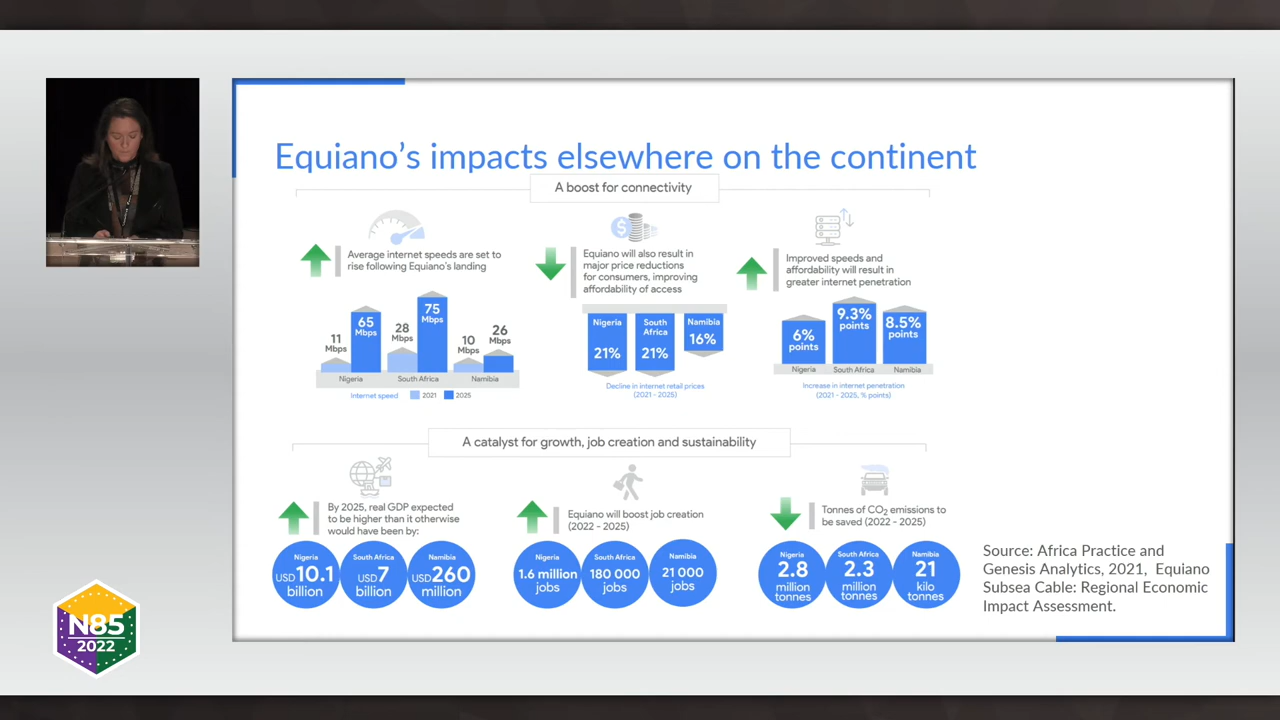 Equiano's impacts elsewhere on the continent
A boost for connectivity
Average internet speeds are set to
rise following Equiano's landing
11
Mbps
65
Mbps
28
Mbps
75
Mbps
10
Mbps
26
Mbps
Nigeria
South Africa
Namibia
Internet speed
2021
2025
Equiano will also result in
major price reductions
for consumers, improving
affordability of access
Nigeria
21%
South
Africa
21%
Namibia
16%
Decline in internet retail prices
(2021 - 2025)
Improved speeds and
affordability will result in
greater internet penetration
6%
points
9.3%
points
8.5%
points
Nigeria
South Africa
Namibia
Increase in internet penetration
(2021 - 2025, % points)
A catalyst for growth, job creation and sustainability
By 2025, real GDP expected
to be higher than it otherwise
would have been by:
Nigeria
USD10.1
billion
South Africa
USD7
billion
Namibia
USD260
million
Equiano will boost job creation
(2022 - 2025)
Nigeria
1.6 million
jobs
South Africa
180 000
jobs
Namibia
21 000
jobs
Tonnes of CO₂ emissions to
be saved (2022 - 2025)
Nigeria
2.8
million
tonnes
South Africa
2.3
million
tonnes
Namibia
21
kilo
tonnes
Source: Africa Practice and
Genesis Analytics, 2021, Equiano
Subsea Cable: Regional Economic
Impact Assessment.
N85
2022